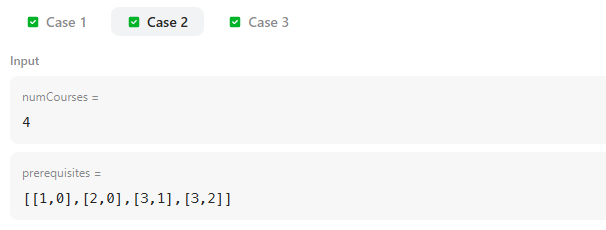 Case 1 Case 2 Case 3
Input
numCourses =
4
prerequisites =
[[1,0],[2,0],[3,1],[3,2]]